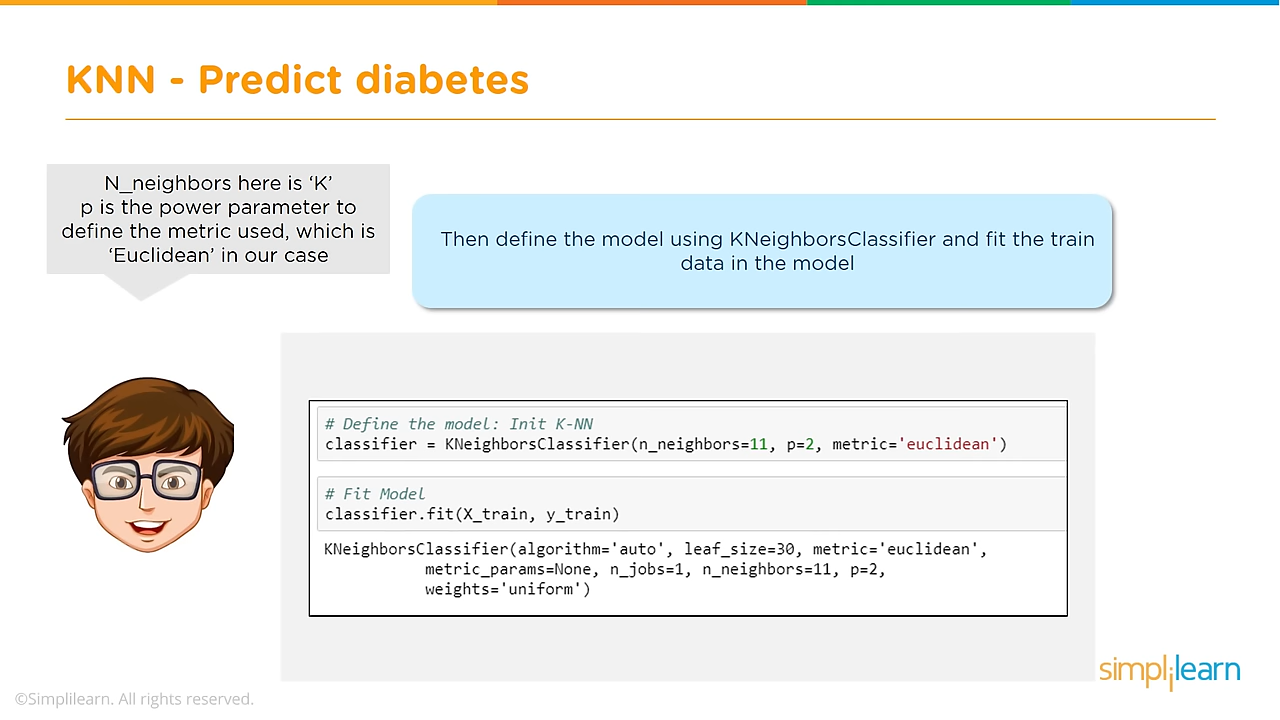 KNN - Predict diabetes
N_neighbors here is ‘K’
p is the power parameter to
define the metric used, which is
‘Euclidean’ in our case
Then define the model using KNeighborsClassifier and fit the train
data in the model
# Define the model: Init K-NN
classifier = KNeighborsClassifier(n_neighbors=11, p=2, metric='euclidean')
# Fit Model
classifier.fit(X_train, y_train)
KNeighborsClassifier(algorithm='auto', leaf_size=30, metric='euclidean',
metric_params=None, n_jobs=1, n_neighbors=11, p=2,
weights='uniform')
simplilearn
©Simplilearn. All rights reserved.